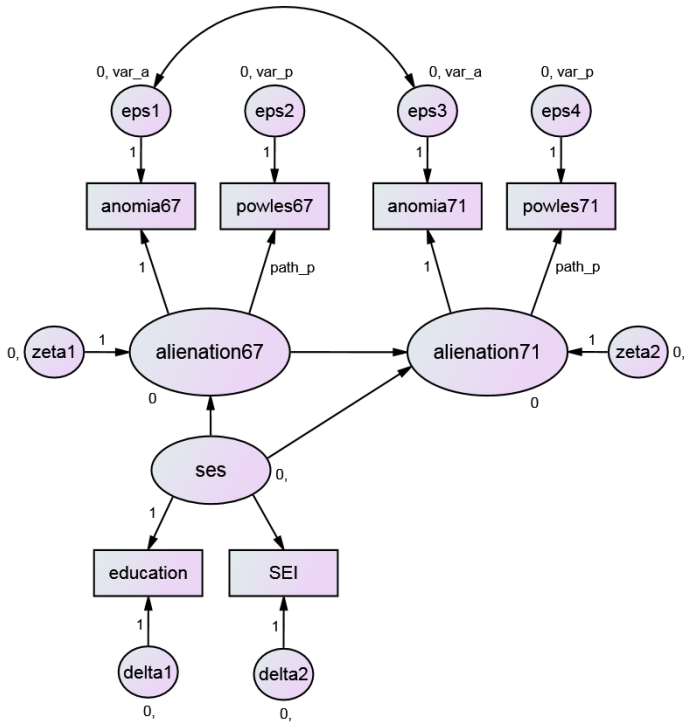 0, var_a
0, var_p
0, var_a
0, var_p
eps1
eps2
eps3
eps4
1
1
1
1
anomia67
powles67
anomia71
powles71
1
path_p
1
path_p
0,
zeta1
1
alienation67
alienation71
1
zeta2
0,
0
0
ses
0,
1
education
SEI
1
1
delta1
delta2
0,
0,